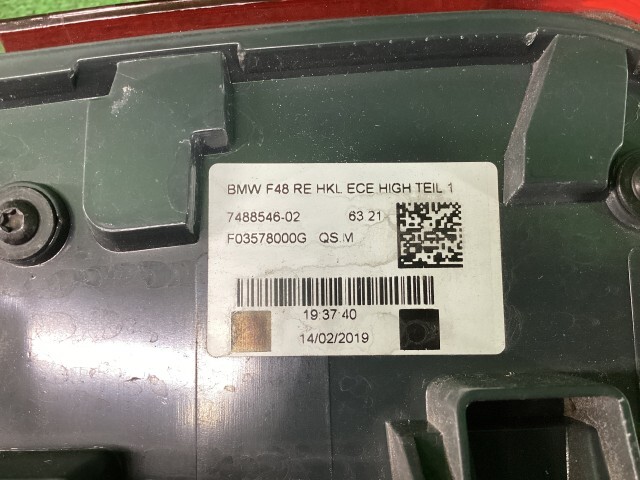 BMW F48 RE HKL ECE HIGH TEIL 1
7488546-02 63 21
F03578000G QS:M
19:37:40
14/02/2019